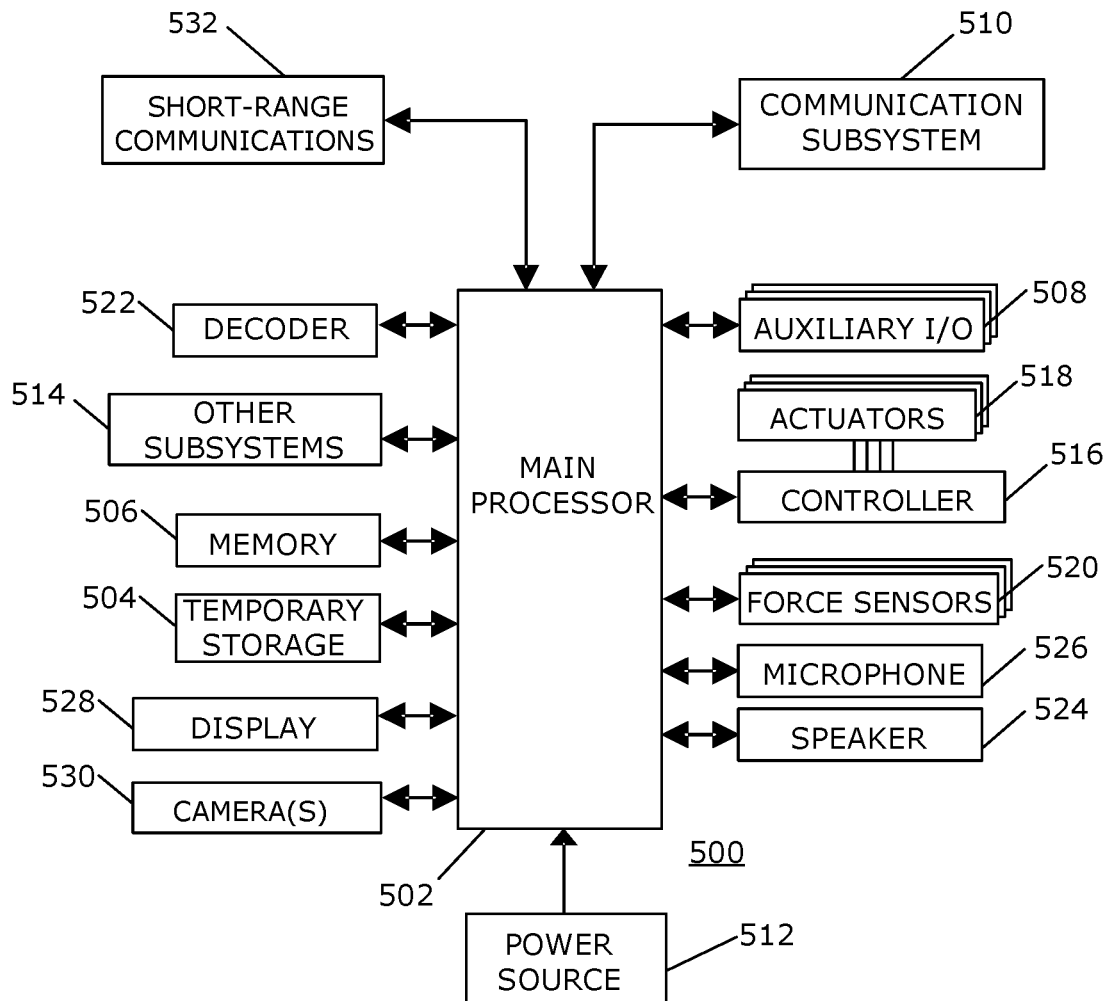 532
510
SHORT-RANGE
COMMUNICATIONS
COMMUNICATION
SUBSYSTEM
522
DECODER
AUXILIARY I/O
508
514
OTHER
SUBSYSTEMS
ACTUATORS
518
MAIN
PROCESSOR
CONTROLLER
516
506
MEMORY
504
TEMPORARY
STORAGE
FORCE SENSORS
520
MICROPHONE
526
528
DISPLAY
SPEAKER
524
530
CAMERA(S)
500
502
POWER
SOURCE
512